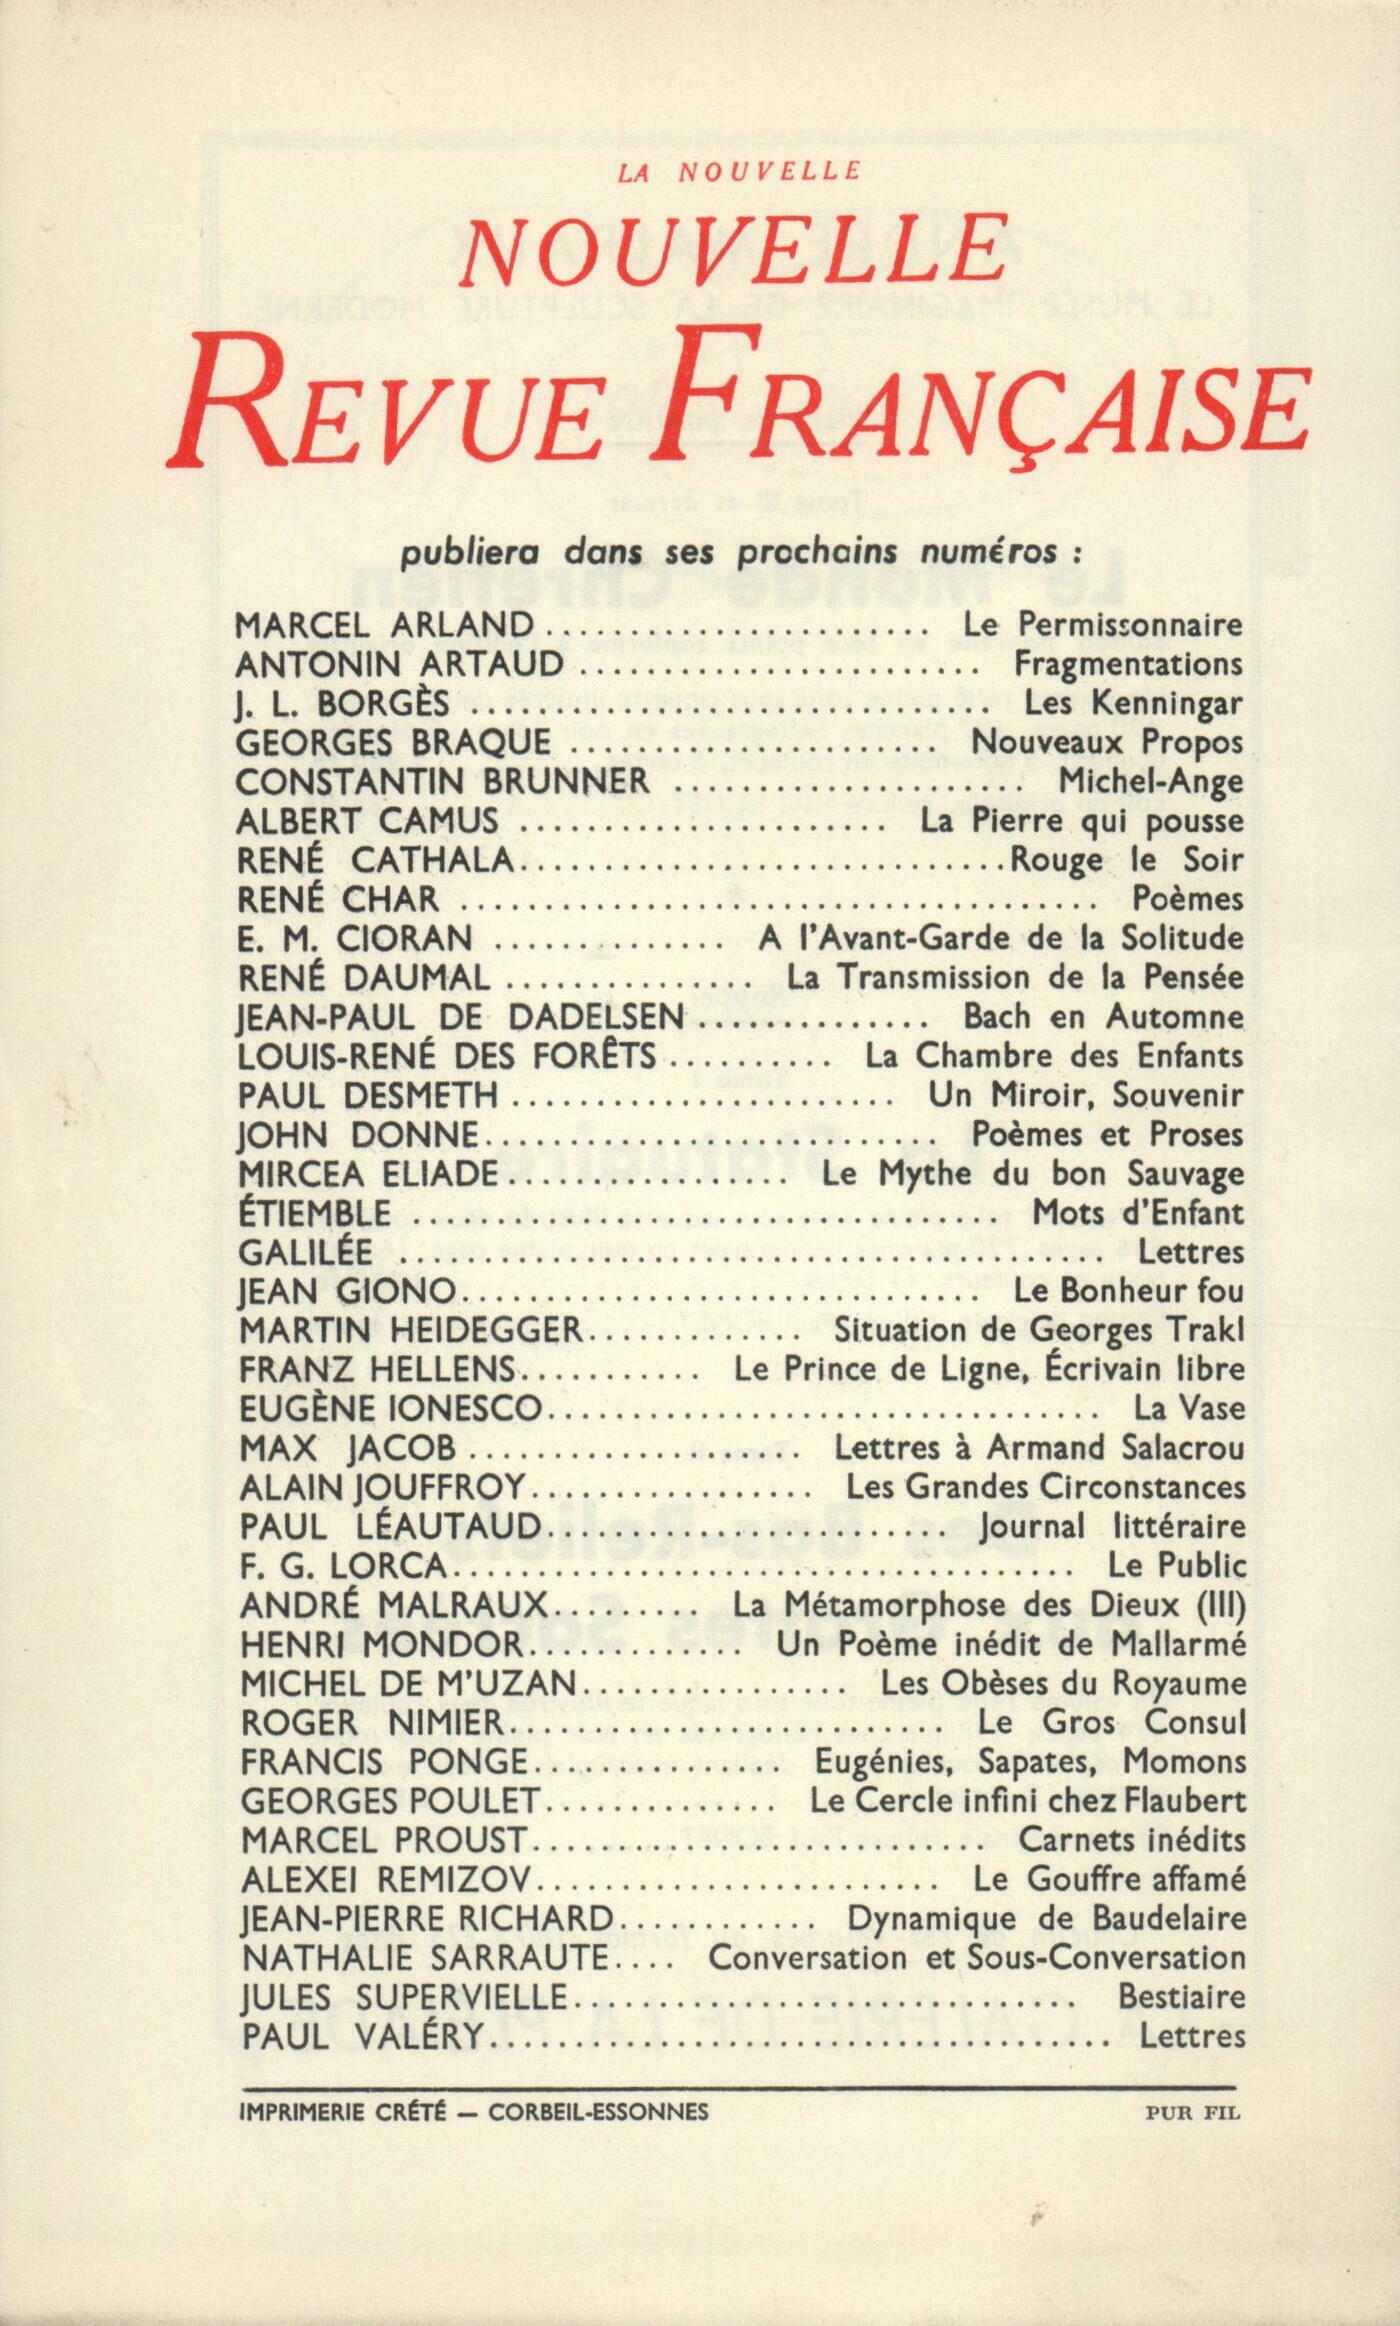 LA NOUVELLE
NOUVELLE
REVUE FRANÇAISE
publiera dans ses prochains numéros :
MARCEL ARLAND ........................ Le Permissonnaire
ANTONIN ARTAUD ........................ Fragmentations
J. L. BORGÈS ................................ Les Kenningar
GEORGES BRAQUE ...................... Nouveaux Propos
CONSTANTIN BRUNNER ..................... Michel-Ange
ALBERT CAMUS ...................... La Pierre qui pousse
RENÉ CATHALA............................. Rouge le Soir
RENÉ CHAR ...................................... Poèmes
E. M. CIORAN .............. A l'Avant-Garde de la Solitude
RENÉ DAUMAL ............... La Transmission de la Pensée
JEAN-PAUL DE DADELSEN .............. Bach en Automne
LOUIS-RENÉ DES FORÊTS .......... La Chambre des Enfants
PAUL DESMETH ....................... Un Miroir, Souvenir
JOHN DONNE........................... Poèmes et Proses
MIRCEA ELIADE................. Le Mythe du bon Sauvage
ÉTIEMBLE ................................... Mots d'Enfant
GALILÉE .......................................... Lettres
JEAN GIONO............................... Le Bonheur fou
MARTIN HEIDEGGER............. Situation de Georges Trakl
FRANZ HELLENS........... Le Prince de Ligne, Écrivain libre
EUGÈNE IONESCO................................. La Vase
MAX JACOB .................... Lettres à Armand Salacrou
ALAIN JOUFFROY................. Les Grandes Circonstances
PAUL LÉAUTAUD........................ Journal littéraire
F. G. LORCA..................................... Le Public
ANDRÉ MALRAUX......... La Métamorphose des Dieux (III)
HENRI MONDOR............. Un Poème inédit de Mallarmé
MICHEL DE M'UZAN................ Les Obèses du Royaume
ROGER NIMIER.......................... Le Gros Consul
FRANCIS PONGE............... Eugénies, Sapates, Momons
GEORGES POULET.............. Le Cercle infini chez Flaubert
MARCEL PROUST........................... Carnets inédits
ALEXEI REMIZOV........................ Le Gouffre affamé
JEAN-PIERRE RICHARD............ Dynamique de Baudelaire
NATHALIE SARRAUTE.... Conversation et Sous-Conversation
JULES SUPERVIELLE.............................. Bestiaire
PAUL VALÉRY..................................... Lettres
IMPRIMERIE CRÉTÉ — CORBEIL-ESSONNES PUR FIL